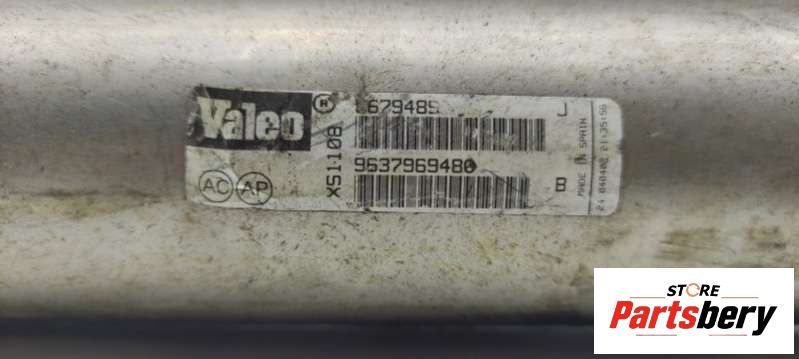 Valeo ®
679485 J
XS1108
9637969480 B
AC AP
MADE IN SPAIN
STORE
Partsbery